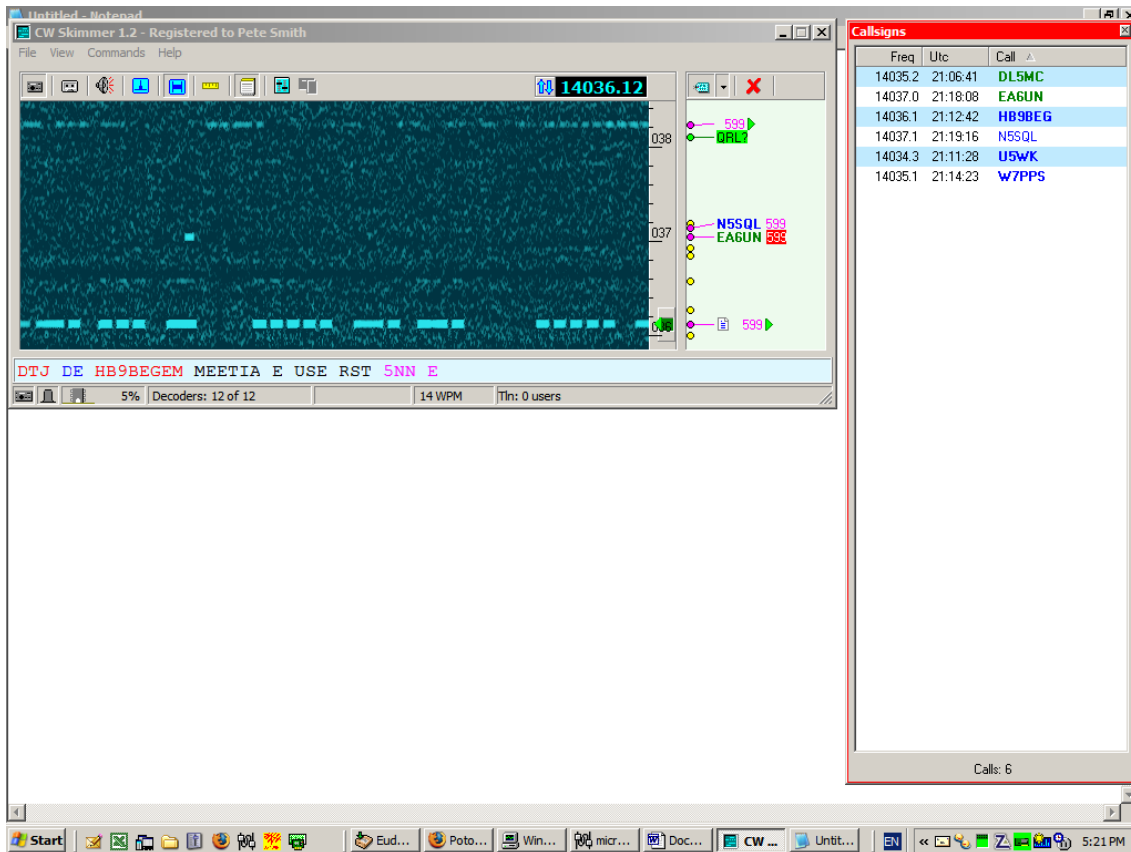 Untitled - Notepad
CW Skimmer 1.2 - Registered to Pete Smith
File View Commands Help
14036.12
038
037
036
599
QRL?
N5SQL 599
EA6UN 599
599
DTJ DE HB9BEGEM MEETIA E USE RST 5NN E
5% Decoders: 12 of 12 14 WPM Tln: 0 users
Callsigns
Freq Utc Call
14035.2 21:06:41 DL5MC
14037.0 21:18:08 EA6UN
14036.1 21:12:42 HB9BEG
14037.1 21:19:16 N5SQL
14034.3 21:11:28 U5WK
14035.1 21:14:23 W7PPS
Calls: 6
Start Eud... Poto... Win... micr... Doc... CW ... Untit... EN « 5:21 PM